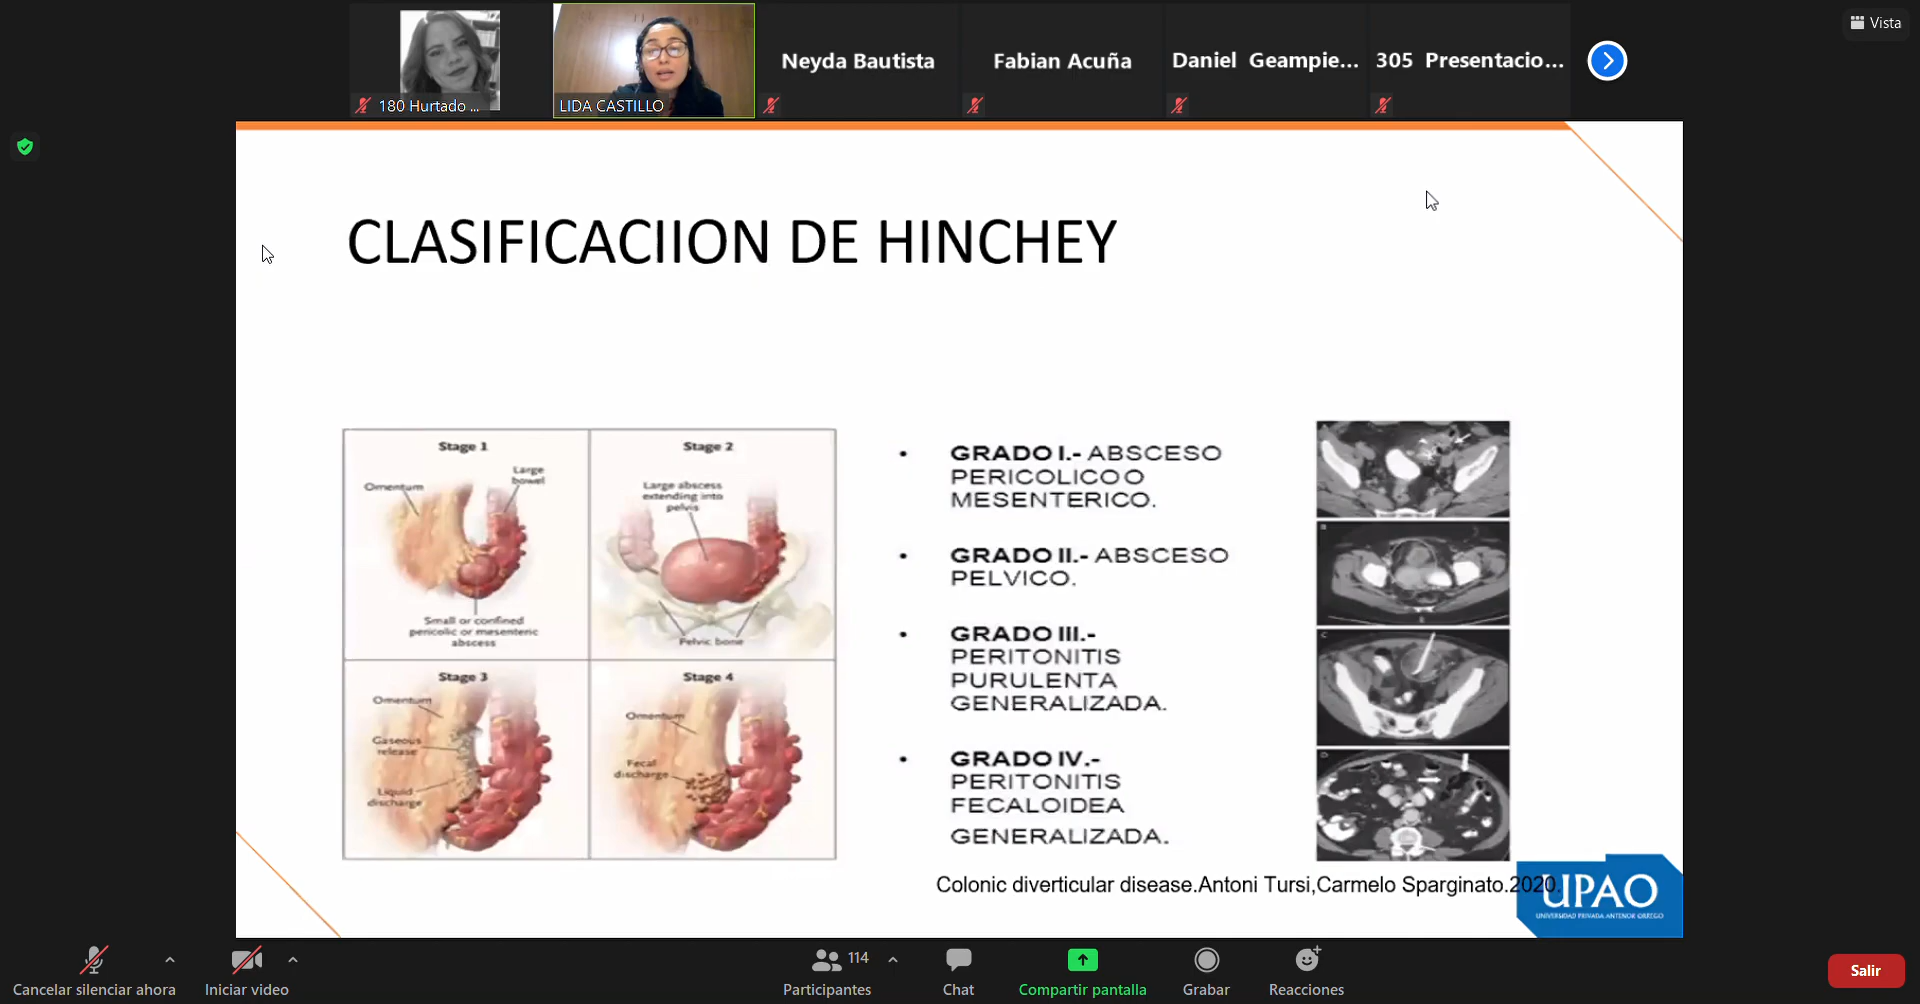 Vista
180 Hurtado ...
LIDA CASTILLO
Neyda Bautista
Fabian Acuña
Daniel Geampie...
305 Presentacio...
CLASIFICACIION DE HINCHEY
Stage 1
Omentum
Large
bowel
Small or confined
pericolic or mesenteric
abscess
Stage 2
Large abscess
extending into
pelvis
Pelvic bone
Stage 3
Omentum
Gaseous
release
Liquid
discharge
Stage 4
Omentum
Fecal
discharge
• GRADO I.- ABSCESO
PERICOLICO O
MESENTERICO.
• GRADO II.- ABSCESO
PELVICO.
• GRADO III.-
PERITONITIS
PURULENTA
GENERALIZADA.
• GRADO IV.-
PERITONITIS
FECALOIDEA
GENERALIZADA.
B
C
D
Colonic diverticular disease.Antoni Tursi,Carmelo Sparginato.2020.
UPAO
UNIVERSIDAD PRIVADA ANTENOR ORREGO
Cancelar silenciar ahora
Iniciar video
114
Participantes
Chat
Compartir pantalla
Grabar
Reacciones
Salir